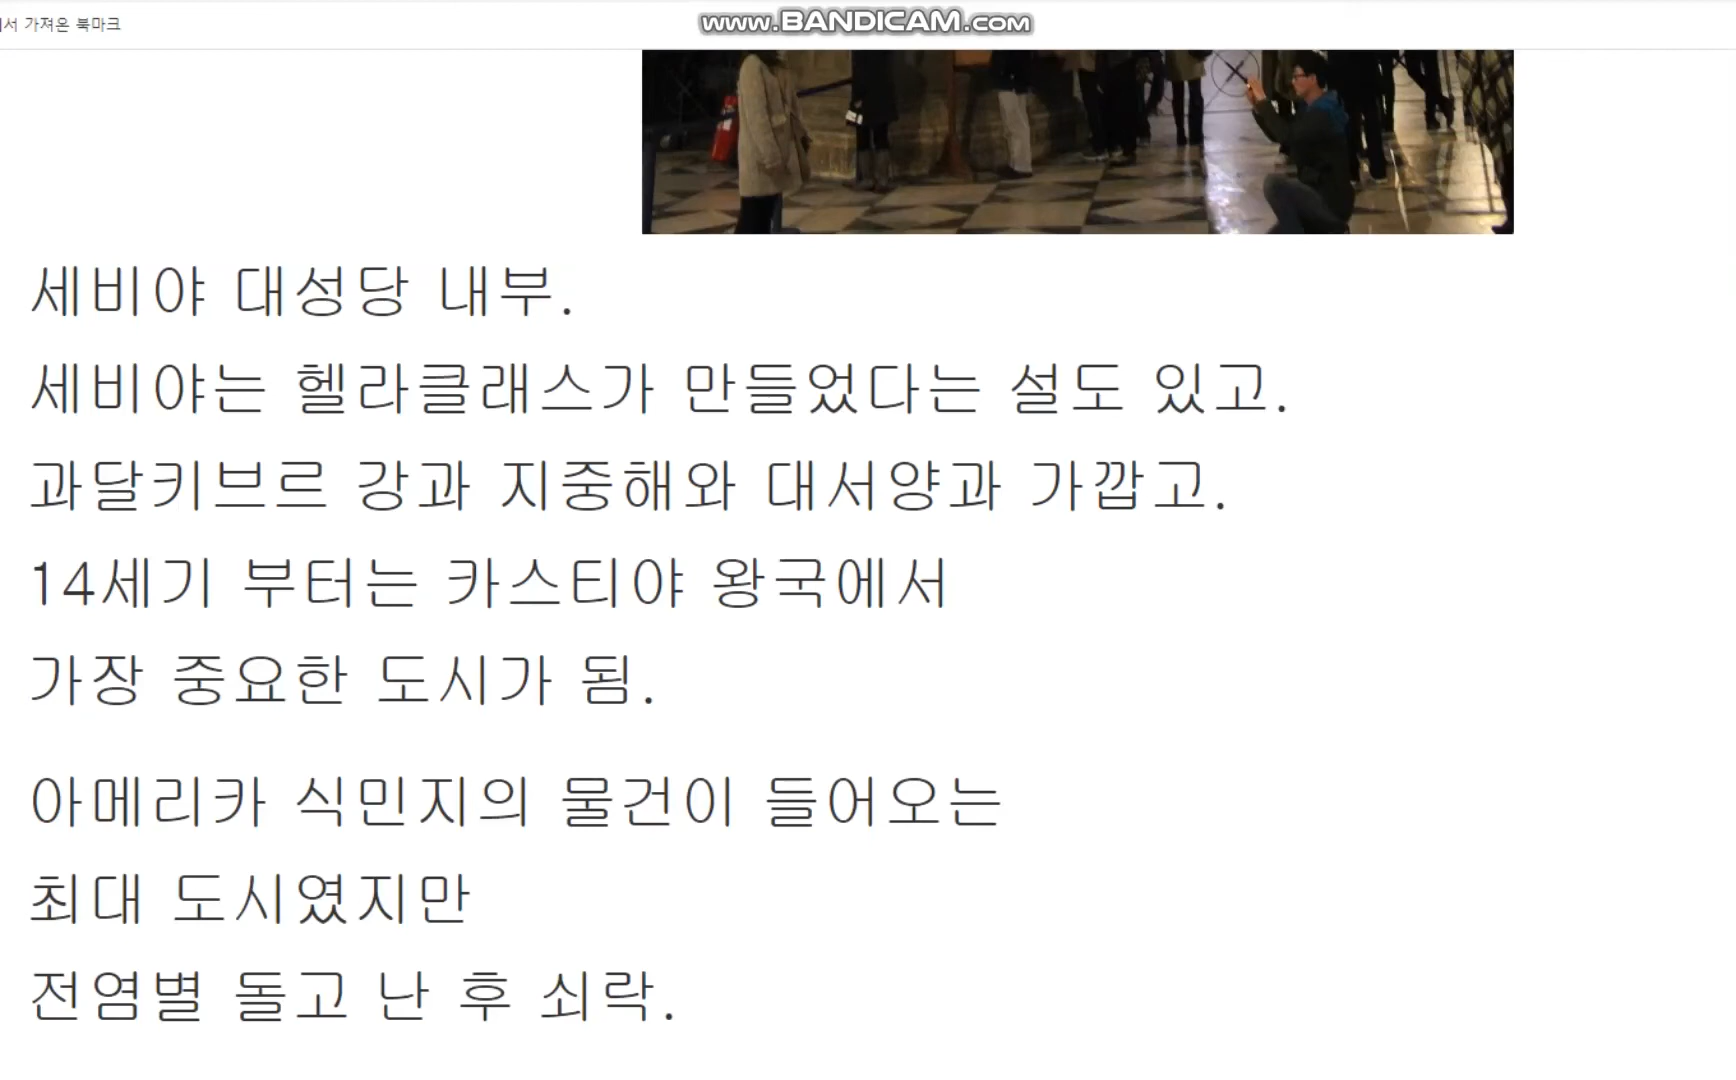 서 가져온 북마크
www.BANDICAM.com
세비야 대성당 내부.
세비야는 헬라클래스가 만들었다는 설도 있고.
과달키브르 강과 지중해와 대서양과 가깝고.
14세기 부터는 카스티야 왕국에서
가장 중요한 도시가 됨.
아메리카 식민지의 물건이 들어오는
최대 도시였지만
전염별 돌고 난 후 쇠락.